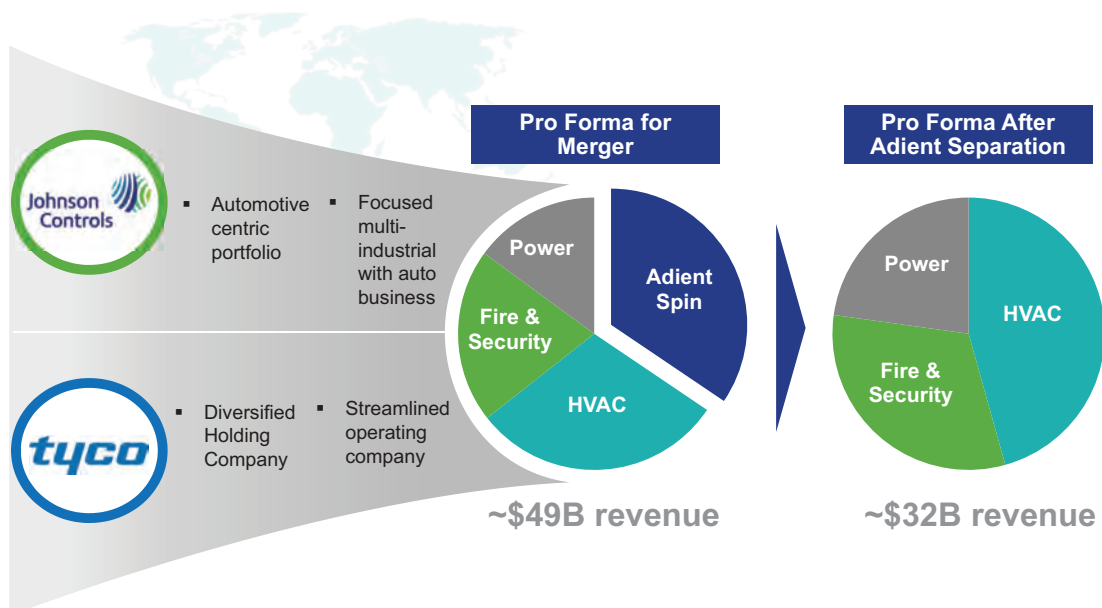 Johnson
Controls
▪ Automotive
centric
portfolio
▪ Focused
multi-
industrial
with auto
business
tyco
▪ Diversified
Holding
Company
▪ Streamlined
operating
company
Pro Forma for
Merger
Power
Adient
Spin
Fire &
Security
HVAC
~$49B revenue
Pro Forma After
Adient Separation
Power
HVAC
Fire &
Security
~$32B revenue